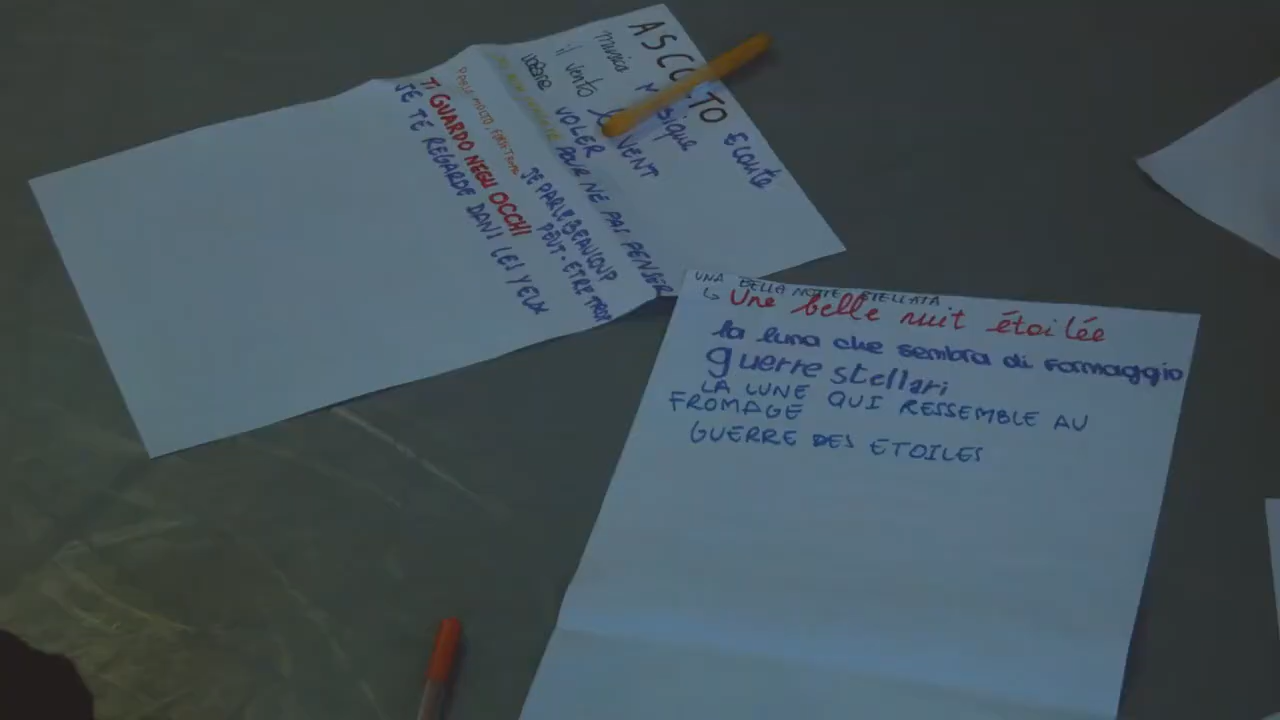 ASCOLTO Ecoute
musica Musique
il vento le VENT
VOLER POUR NE PAS PENSER
JE PARLE BEAUCOUP
PEUT-ETRE TROP
TI GUARDO NEGLI OCCHI
JE TE REGARDE DANS LES YEUX
UNA BELLA NOTTE STELLATA
Une belle nuit étoilée
la luna che sembra di formaggio
guerre stellari
LA LUNE QUI RESSEMBLE AU
FROMAGE
GUERRE DES ETOILES